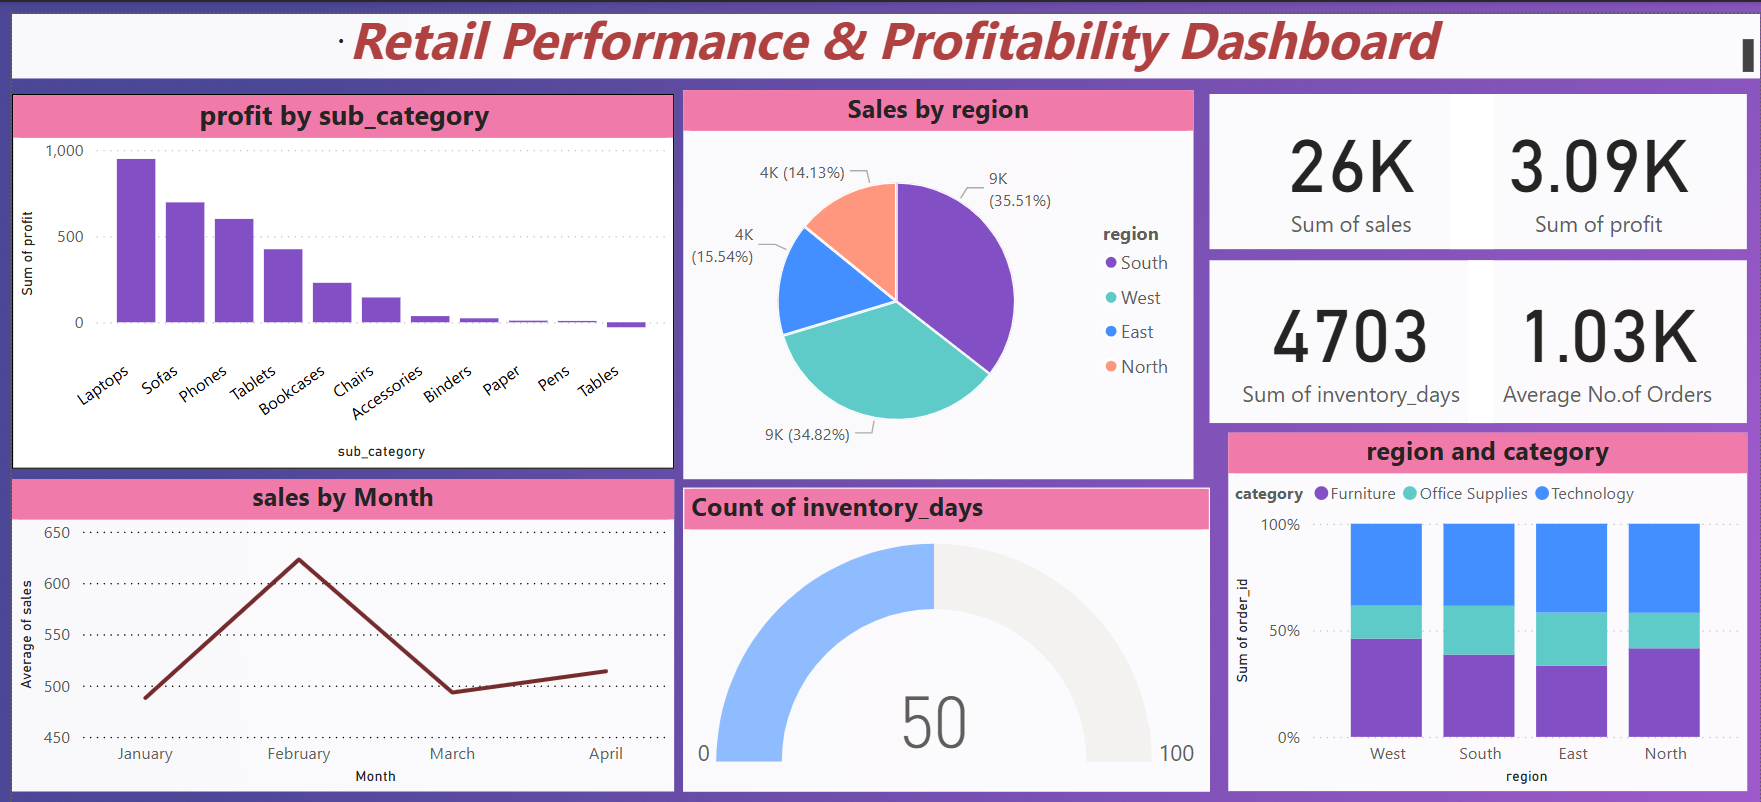 · Retail Performance & Profitability Dashboard
profit by sub_category
1,000
500
0
Sum of profit
Laptops
Sofas
Phones
Tablets
Bookcases
Chairs
Accessories
Binders
Paper
Pens
Tables
sub_category
Sales by region
4K (14.13%)
9K
(35.51%)
4K
(15.54%)
9K (34.82%)
region
South
West
East
North
26K
Sum of sales
3.09K
Sum of profit
4703
Sum of inventory_days
1.03K
Average No.of Orders
sales by Month
650
600
550
500
450
Average of sales
January
February
March
April
Month
Count of inventory_days
50
0
100
region and category
category Furniture Office Supplies Technology
100%
50%
0%
Sum of order_id
West
South
East
North
region